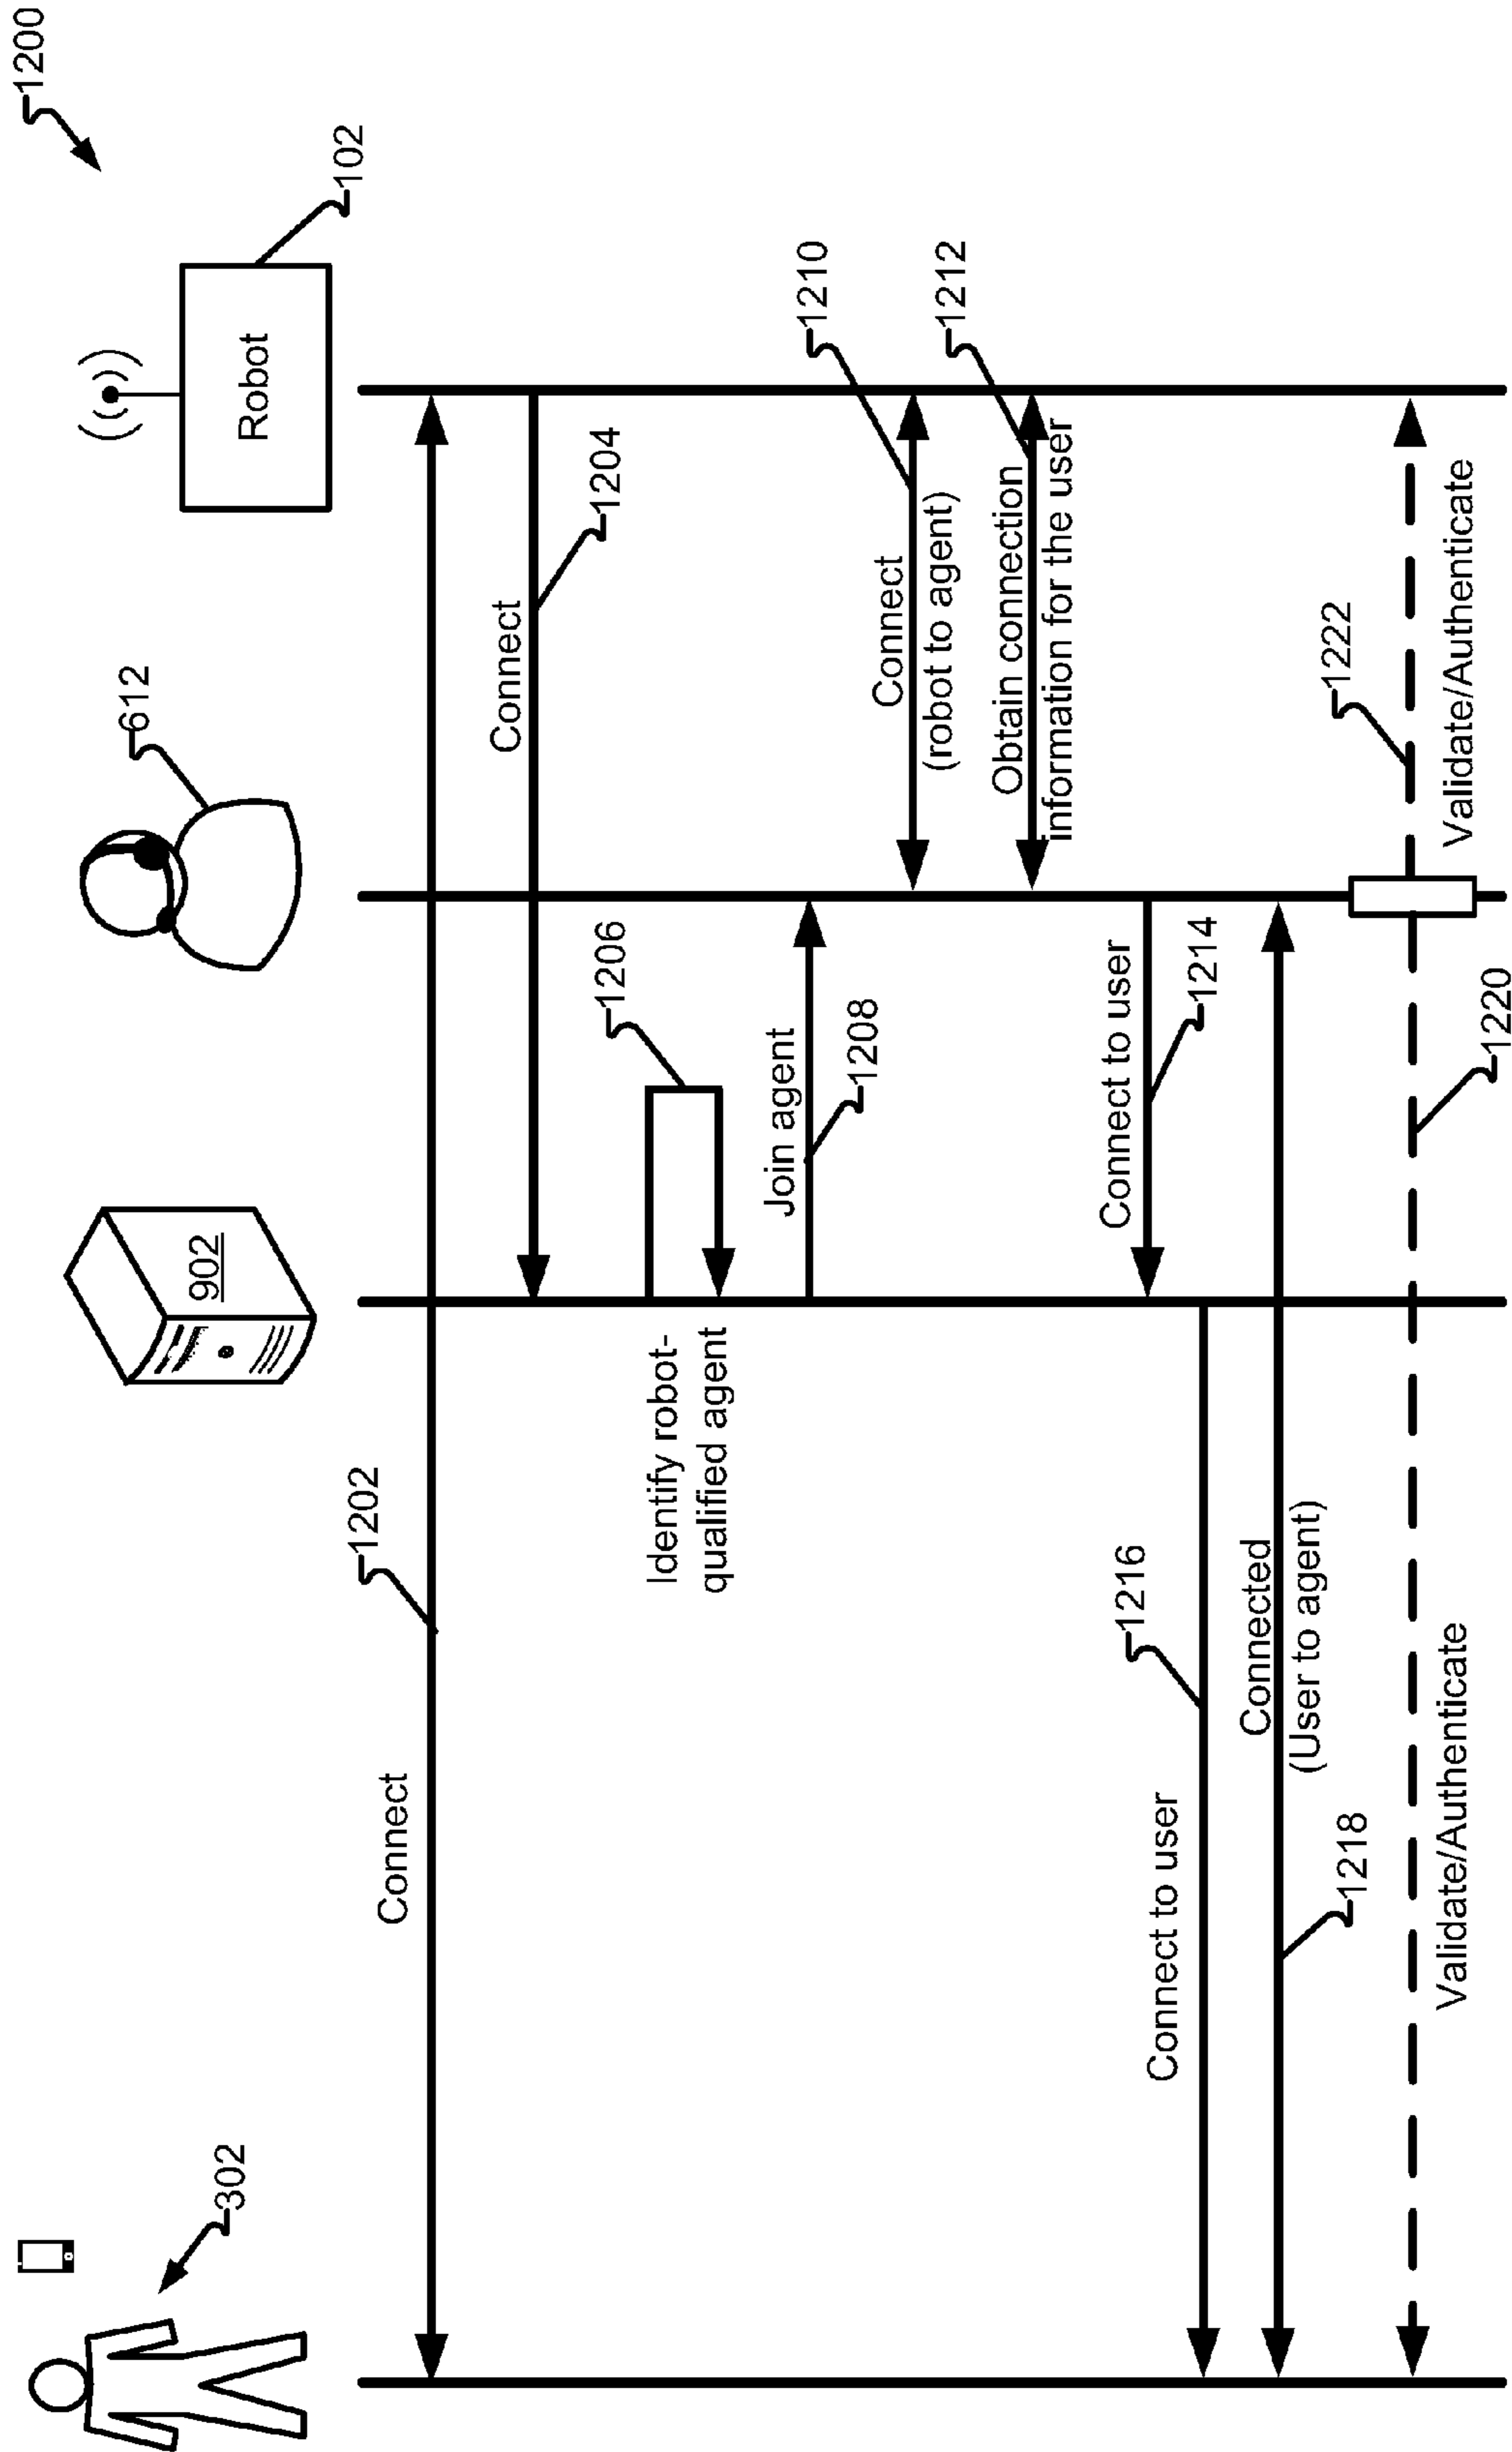 1200
302
902
612
Robot
102
Connect
1202
Connect
1204
Identify robot-
qualified agent
1206
Join agent
1208
Connect
(robot to agent)
1210
Obtain connection
information for the user
1212
Connect to user
1214
Connect to user
1216
Connected
(User to agent)
1218
Validate/Authenticate
1220
Validate/Authenticate
1222